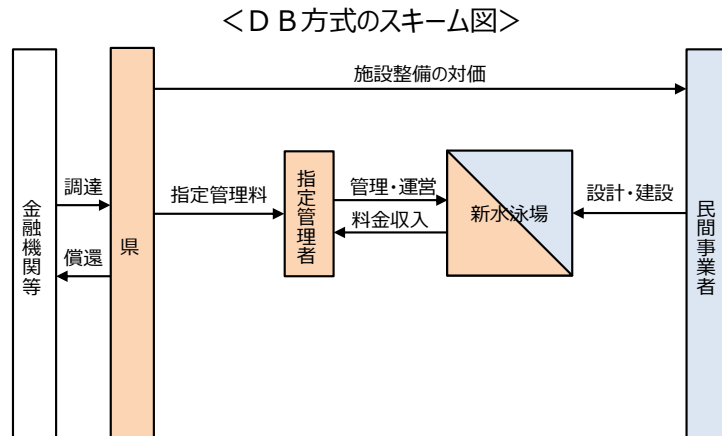 ＜ＤＢ方式のスキーム図＞
施設整備の対価
調達
償還
金融機関等
県
指定管理料
指定管理者
管理・運営
料金収入
新水泳場
設計・建設
民間事業者